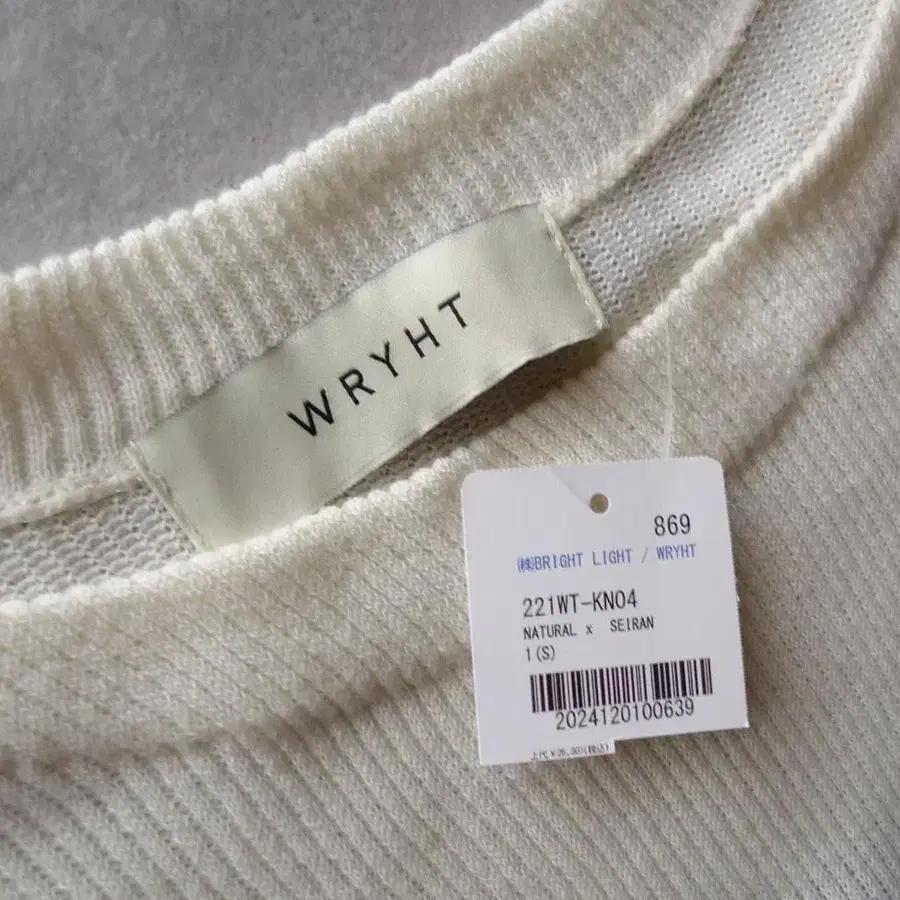 WRYHT
869
㈱BRIGHT LIGHT / WRYHT
221WT-KN04
NATURAL x SEIRAN
1(S)
2024120100639